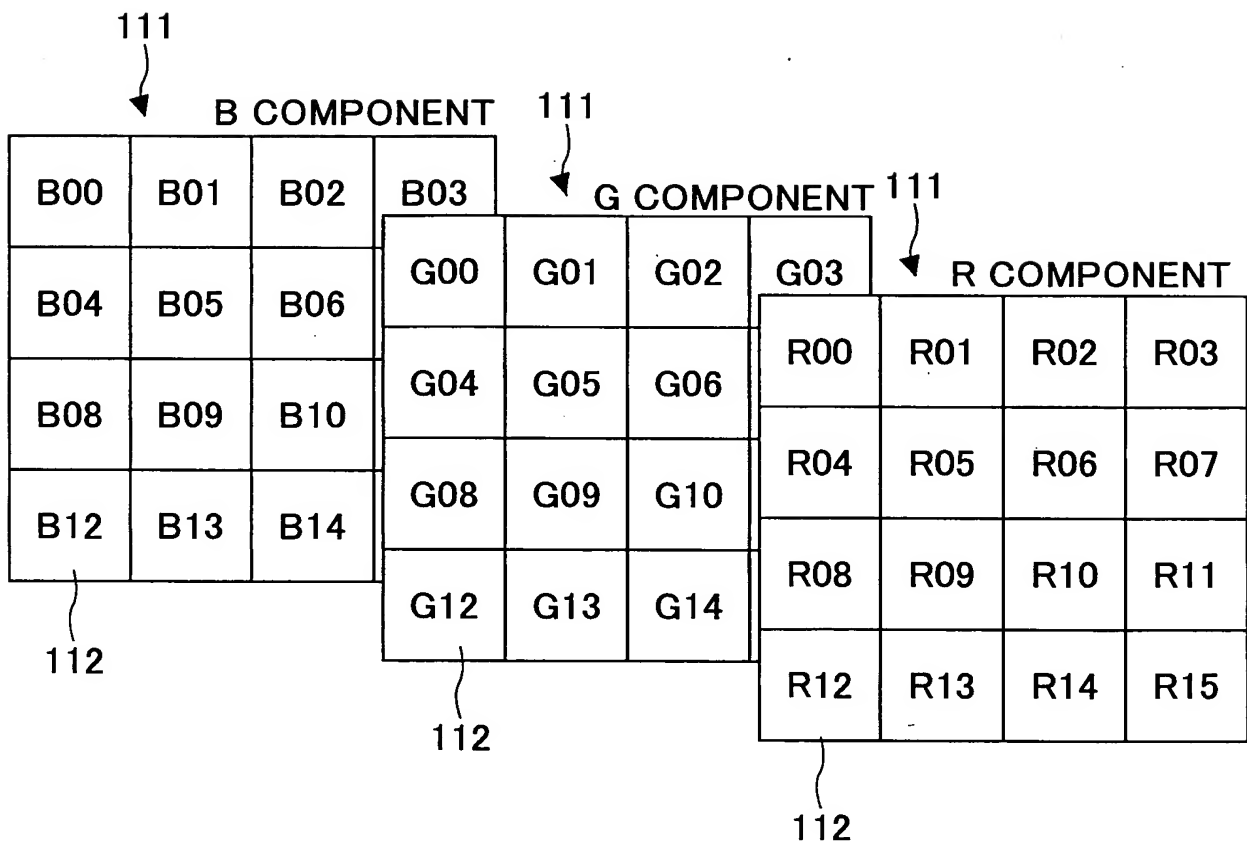 111
B COMPONENT
B00 B01 B02 B03
B04 B05 B06
B08 B09 B10
B12 B13 B14
112
111
G COMPONENT
G00 G01 G02 G03
G04 G05 G06
G08 G09 G10
G12 G13 G14
112
111
R COMPONENT
R00 R01 R02 R03
R04 R05 R06 R07
R08 R09 R10 R11
R12 R13 R14 R15
112